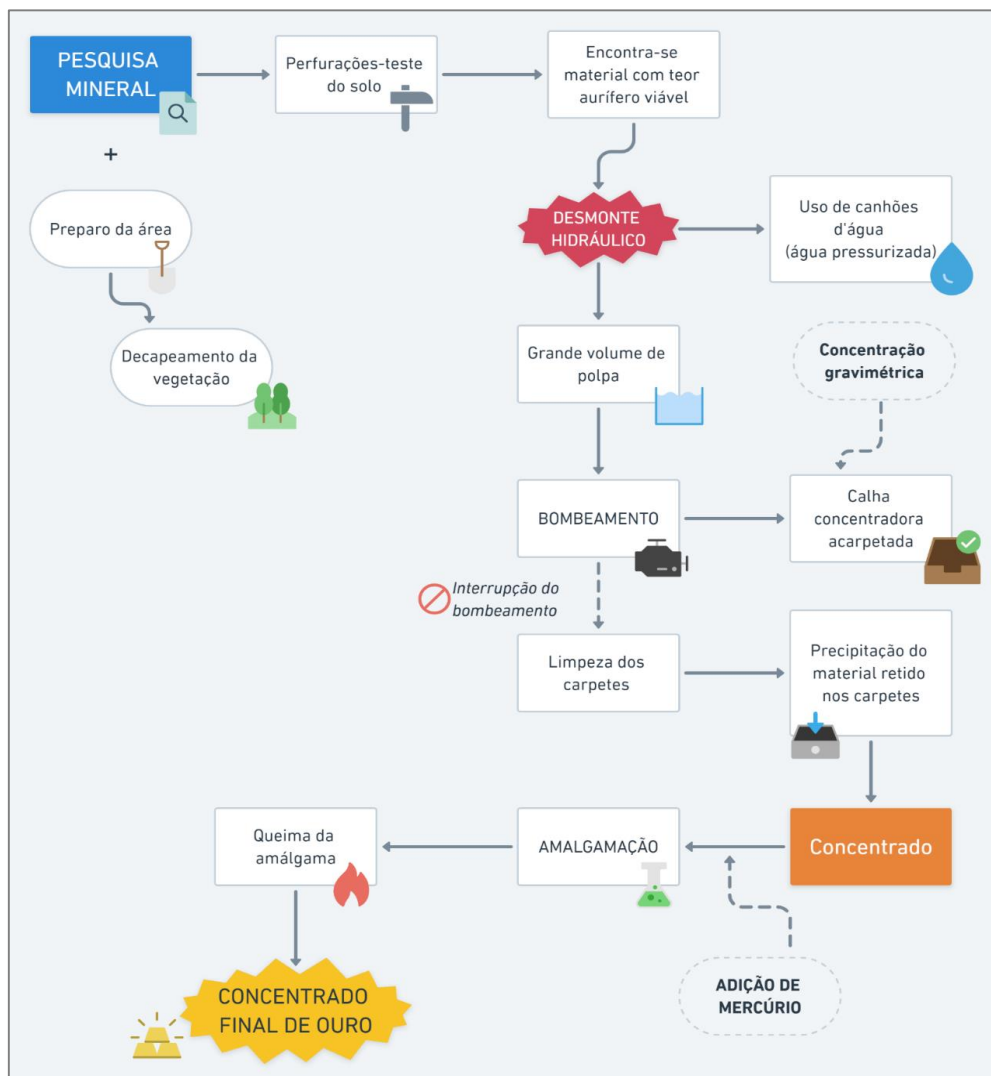 PESQUISA
MINERAL
Perfurações-teste
do solo
Encontra-se
material com teor
aurífero viável
+
Preparo da área
Decapeamento da
vegetação
DESMONTE
HIDRÁULICO
Uso de canhões
d'água
(água pressurizada)
Grande volume de
polpa
Concentração
gravimétrica
BOMBEAMENTO
Calha
concentradora
acarpetada
Interrupção do
bombeamento
Limpeza dos
carpetes
Precipitação do
material retido
nos carpetes
Concentrado
AMALGAMAÇÃO
Queima da
amálgama
ADIÇÃO DE
MERCÚRIO
CONCENTRADO
FINAL DE OURO